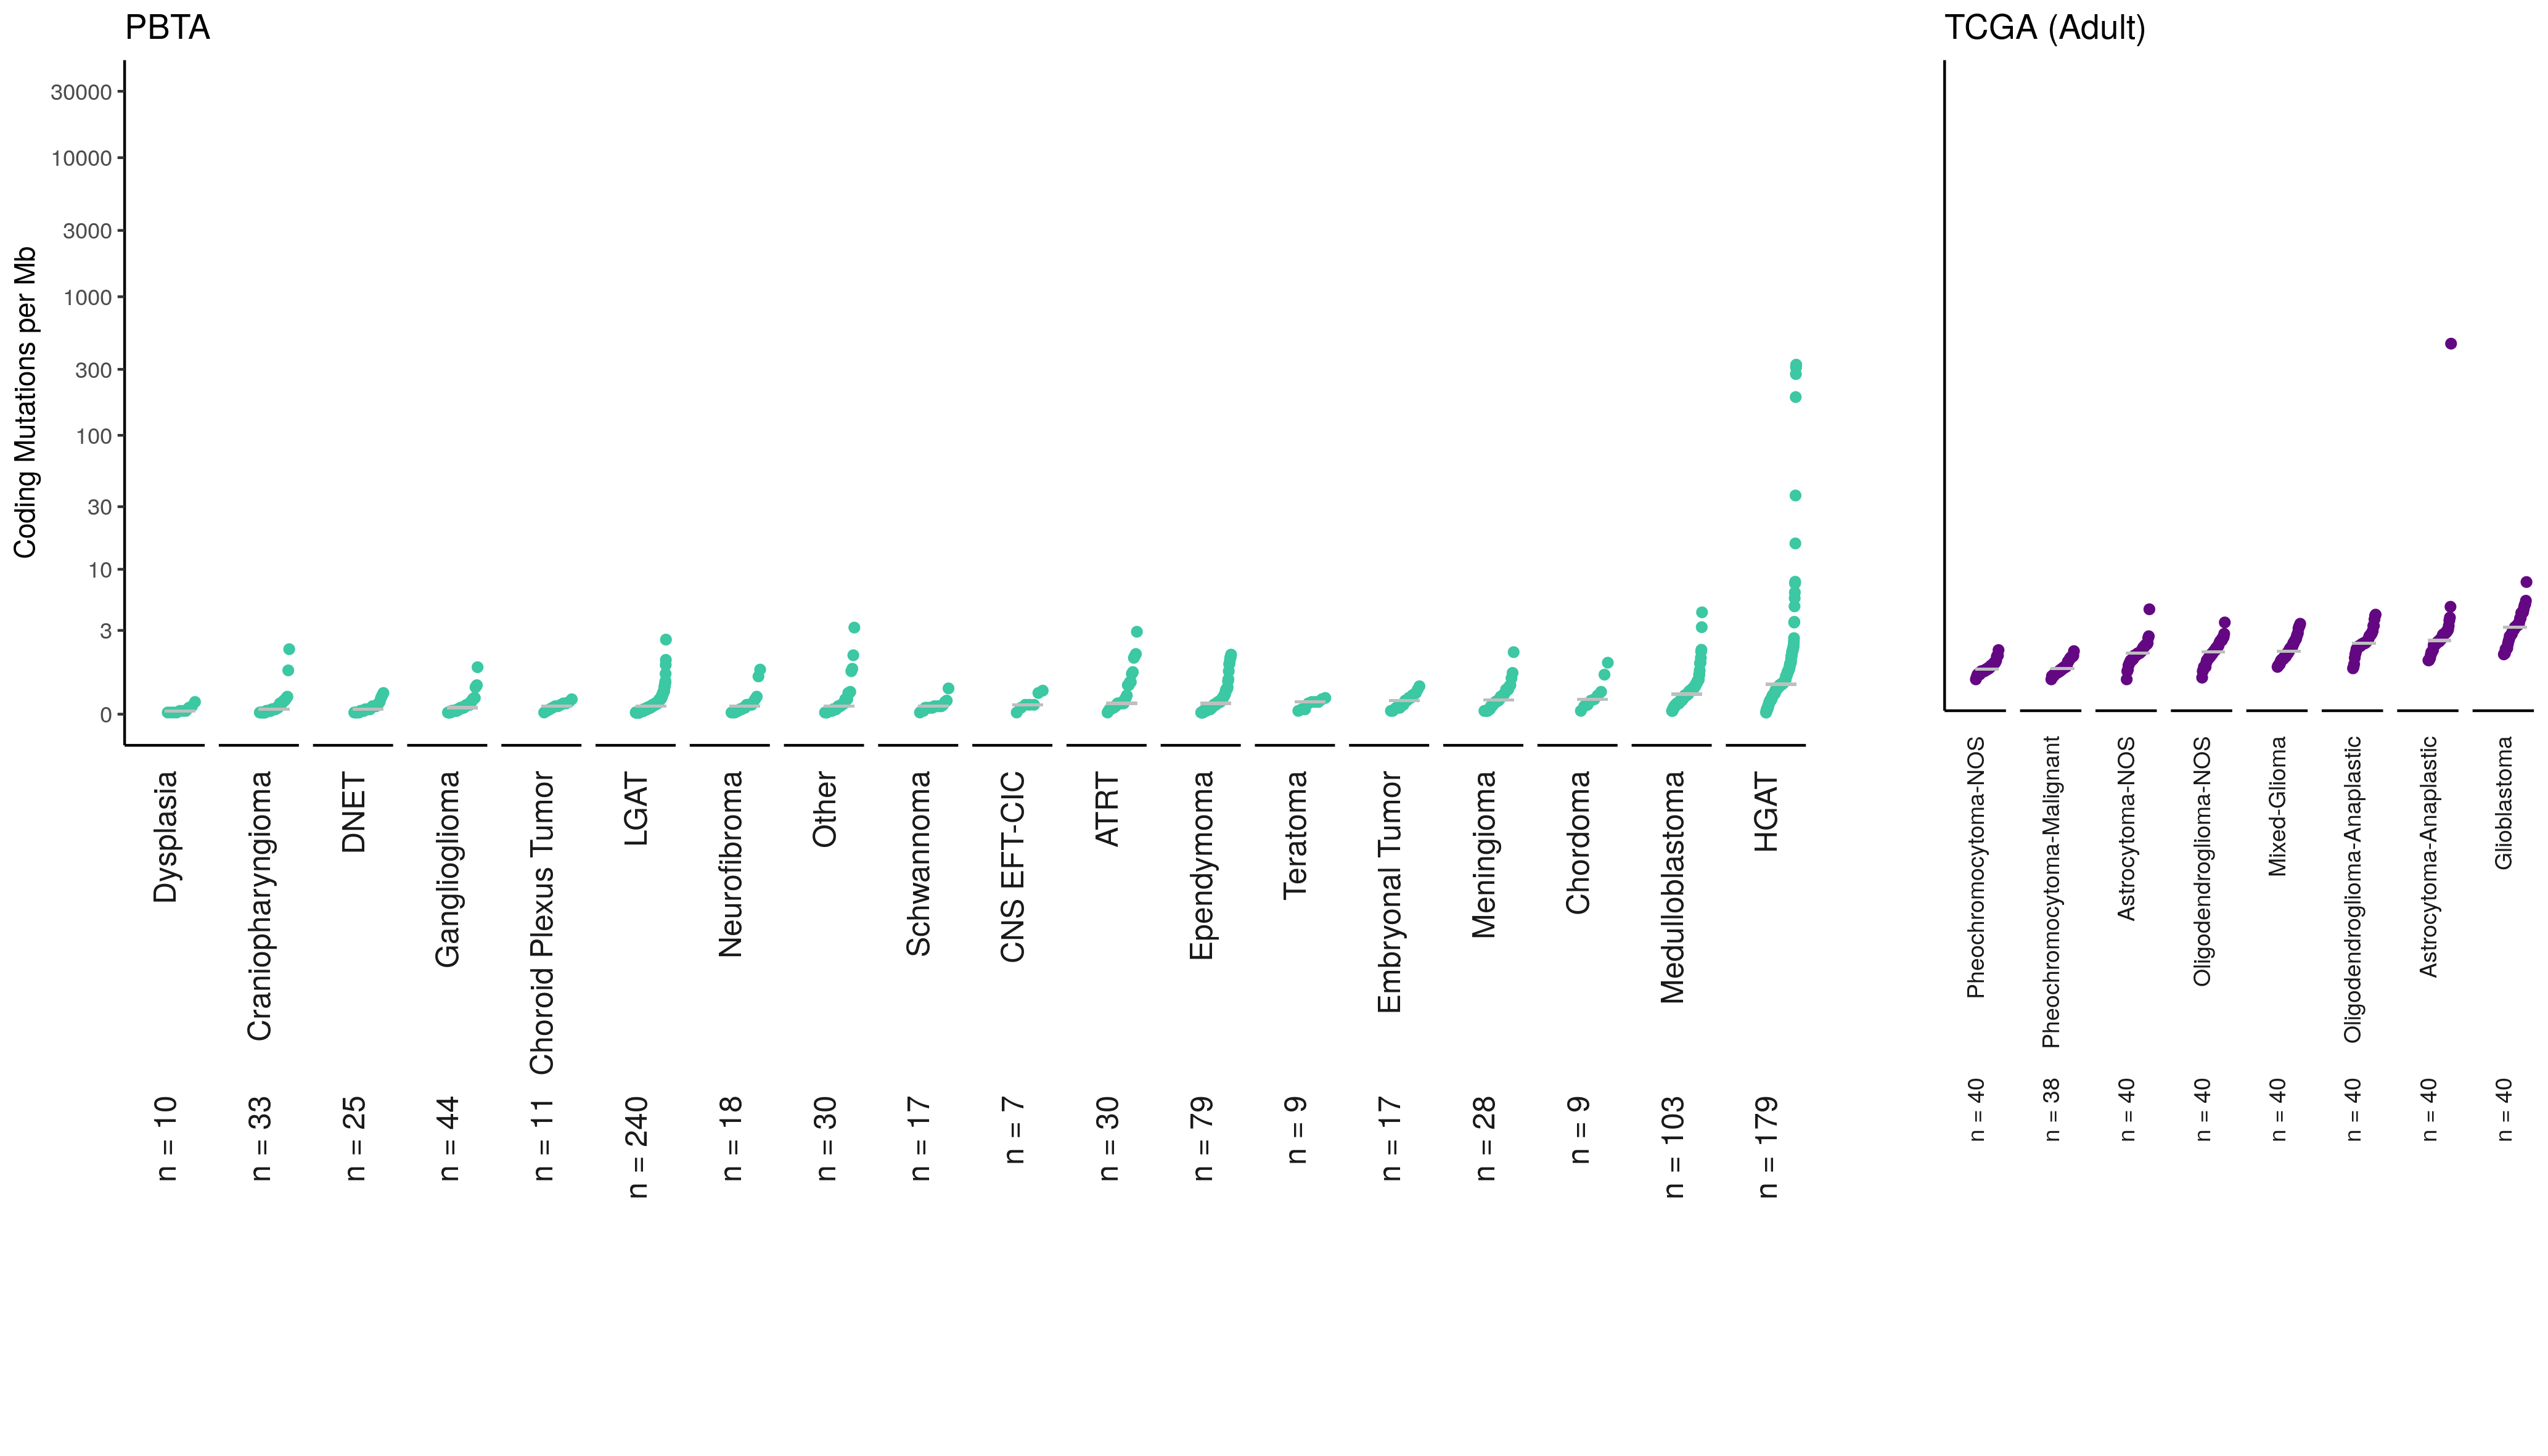 PBTA
TCGA (Adult)
Coding Mutations per Mb
30000
10000
3000
1000
300
100
30
10
3
0
Dysplasia
Craniopharyngioma
DNET
Ganglioglioma
Choroid Plexus Tumor
LGAT
Neurofibroma
Other
Schwannoma
CNS EFT-CIC
ATRT
Ependymoma
Teratoma
Embryonal Tumor
Meningioma
Chordoma
Medulloblastoma
HGAT
n = 10
n = 33
n = 25
n = 44
n = 11
n = 240
n = 18
n = 30
n = 17
n = 7
n = 30
n = 79
n = 9
n = 17
n = 28
n = 9
n = 103
n = 179
Pheochromocytoma-NOS
Pheochromocytoma-Malignant
Astrocytoma-NOS
Oligodendroglioma-NOS
Mixed-Glioma
Oligodendroglioma-Anaplastic
Astrocytoma-Anaplastic
Glioblastoma
n = 40
n = 38
n = 40
n = 40
n = 40
n = 40
n = 40
n = 40